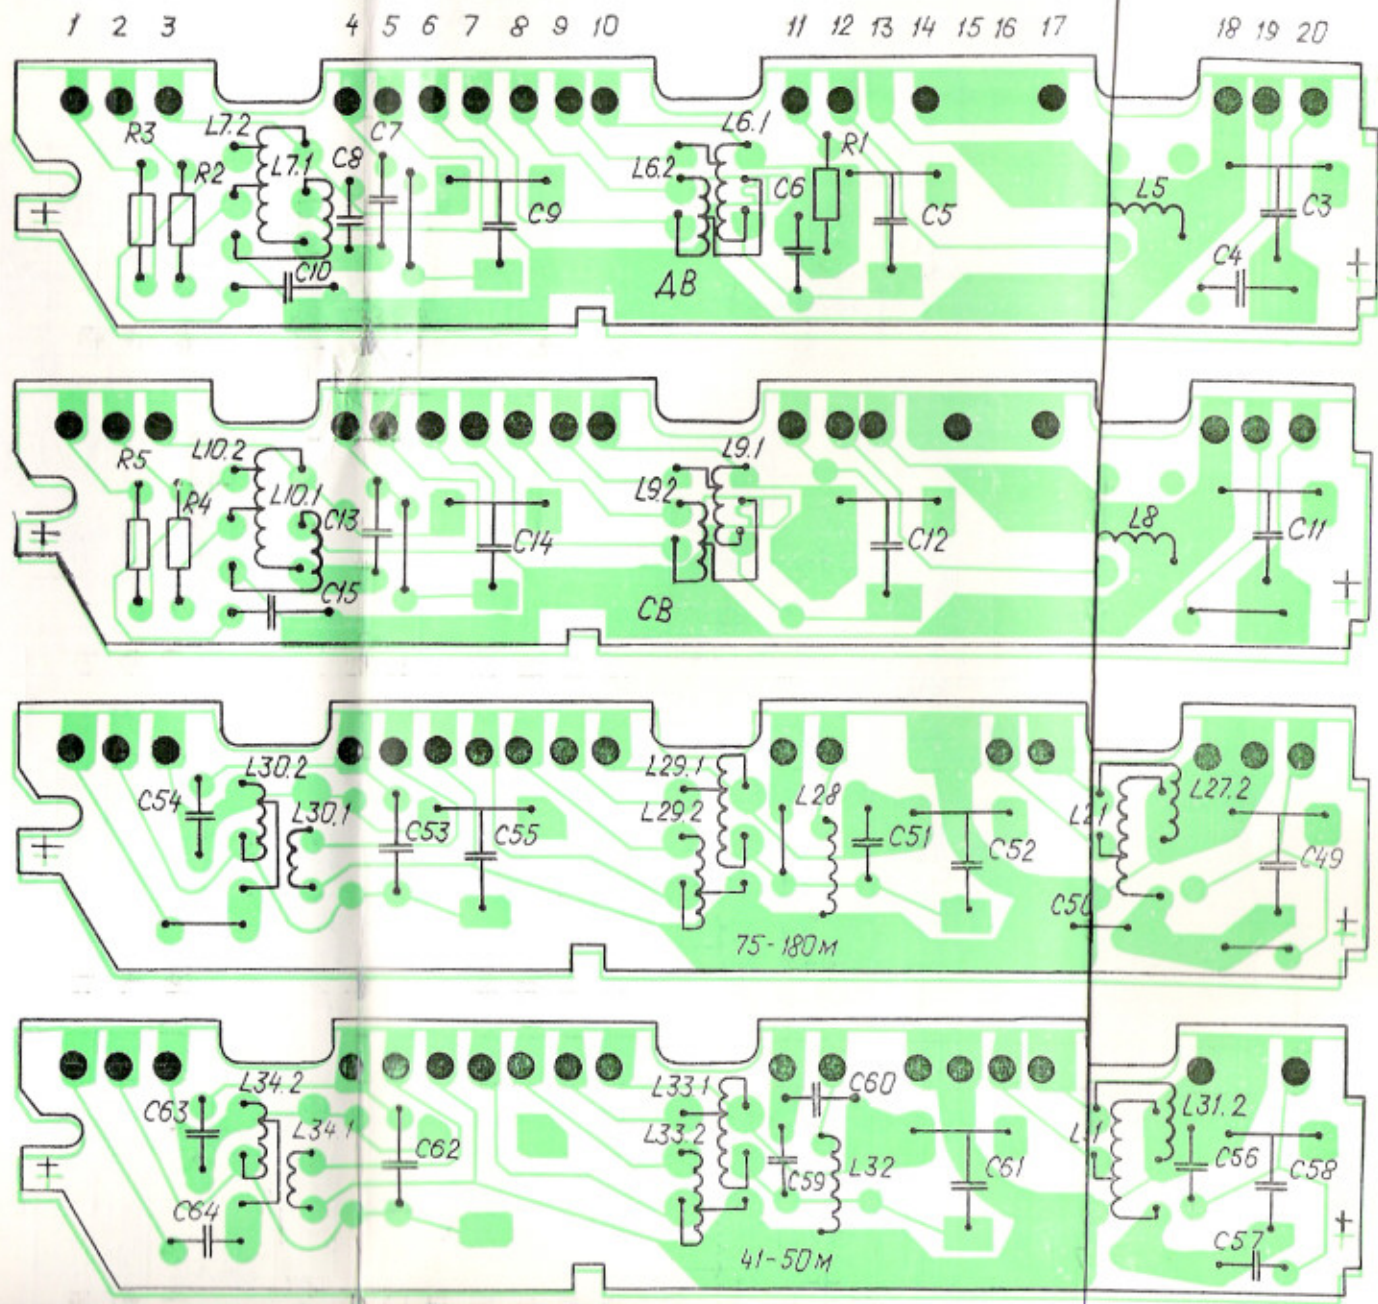 1 2 3 4 5 6 7 8 9 10 11 12 13 14 15 16 17 18 19 20
R3 L7.2 C7 L6.1
R2 L7.1 C8 L6.2 R1
C9 C6 C5 L5 C3
C10 C4
ДВ
R5 L10.2 L9.1
R4 L10.1 L9.2
C13 C14 C12 L8 C11
C15
СВ
L30.2 L29.1
C54 L30.1 L29.2 L28 L27.2
C53 C55 C51 C52 C49
C50
75-180м
L34.2 L33.1 C60
C63 L34.1 L33.2 L31.2
C62 C59 L32 C61 C56 C58
C64
41-50м
C57